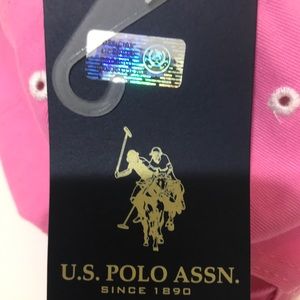 U.S. POLO ASSN.
SINCE 1890